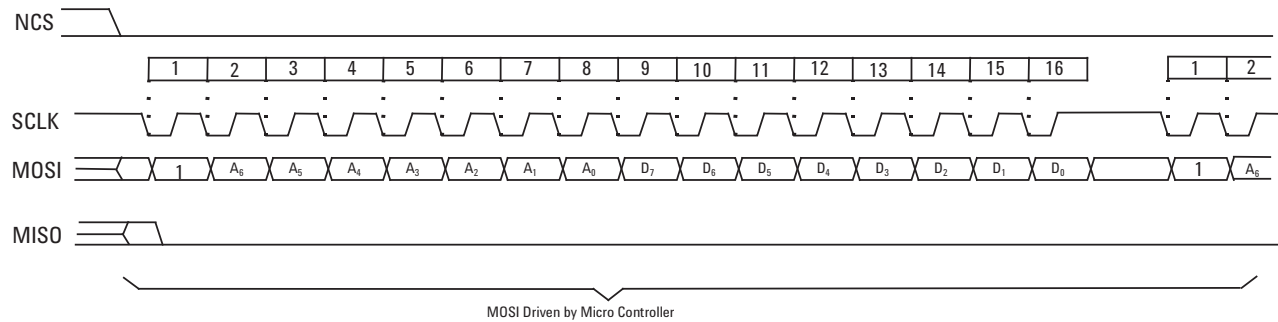 NCS
1 2 3 4 5 6 7 8 9 10 11 12 13 14 15 16 1 2
SCLK
MOSI 1 A₆ A₅ A₄ A₃ A₂ A₁ A₀ D₇ D₆ D₅ D₄ D₃ D₂ D₁ D₀ 1 A₆
MISO
MOSI Driven by Micro Controller